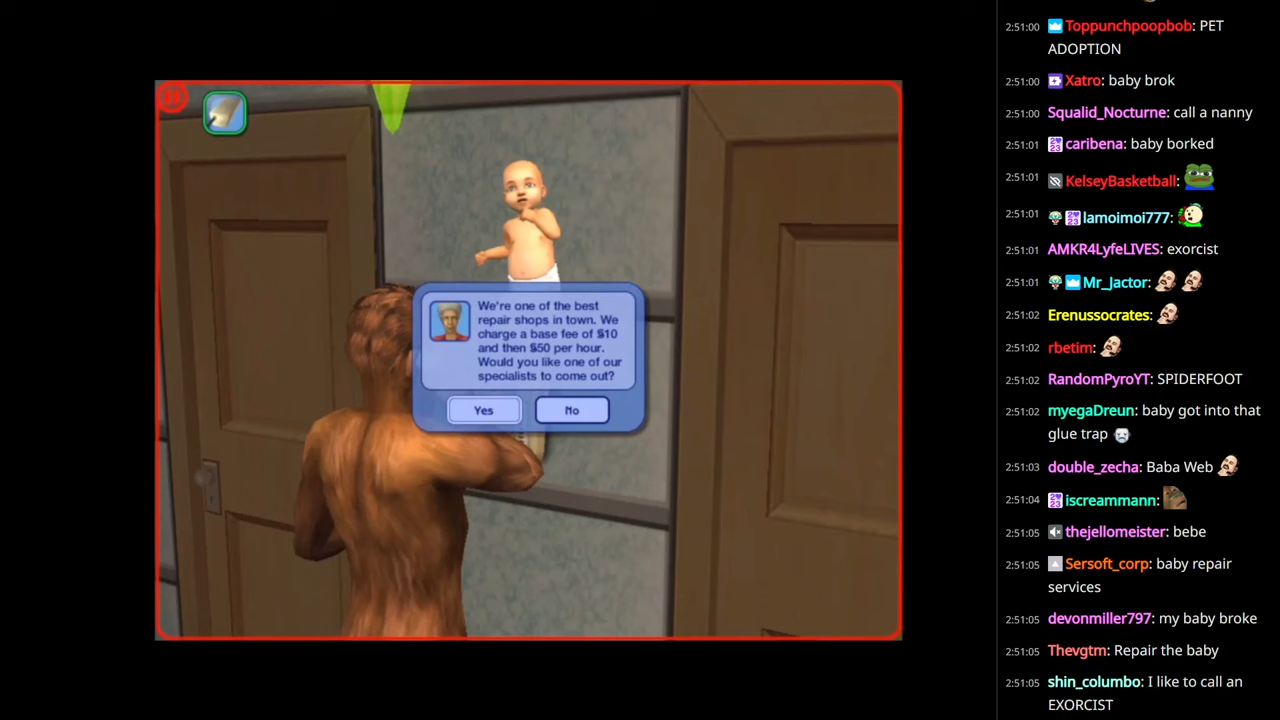 We're one of the best
repair shops in town. We
charge a base fee of §10
and then §50 per hour.
Would you like one of our
specialists to come out?
Yes
No
2:51:00 Toppunchpoopbob: PET
ADOPTION
2:51:00 Xatro: baby brok
2:51:00 Squalid_Nocturne: call a nanny
2:51:01 caribena: baby borked
2:51:01 KelseyBasketball:
2:51:01 lamoimoi777:
2:51:01 AMKR4LyfeLIVES: exorcist
2:51:01 Mr_Jactor:
2:51:02 Erenussocrates:
2:51:02 rbetim:
2:51:02 RandomPyroYT: SPIDERFOOT
2:51:02 myegaDreun: baby got into that
glue trap
2:51:03 double_zecha: Baba Web
2:51:04 iscreammann:
2:51:05 thejellomeister: bebe
2:51:05 Sersoft_corp: baby repair
services
2:51:05 devonmiller797: my baby broke
2:51:05 Thevgtm: Repair the baby
2:51:05 shin_columbo: I like to call an
EXORCIST